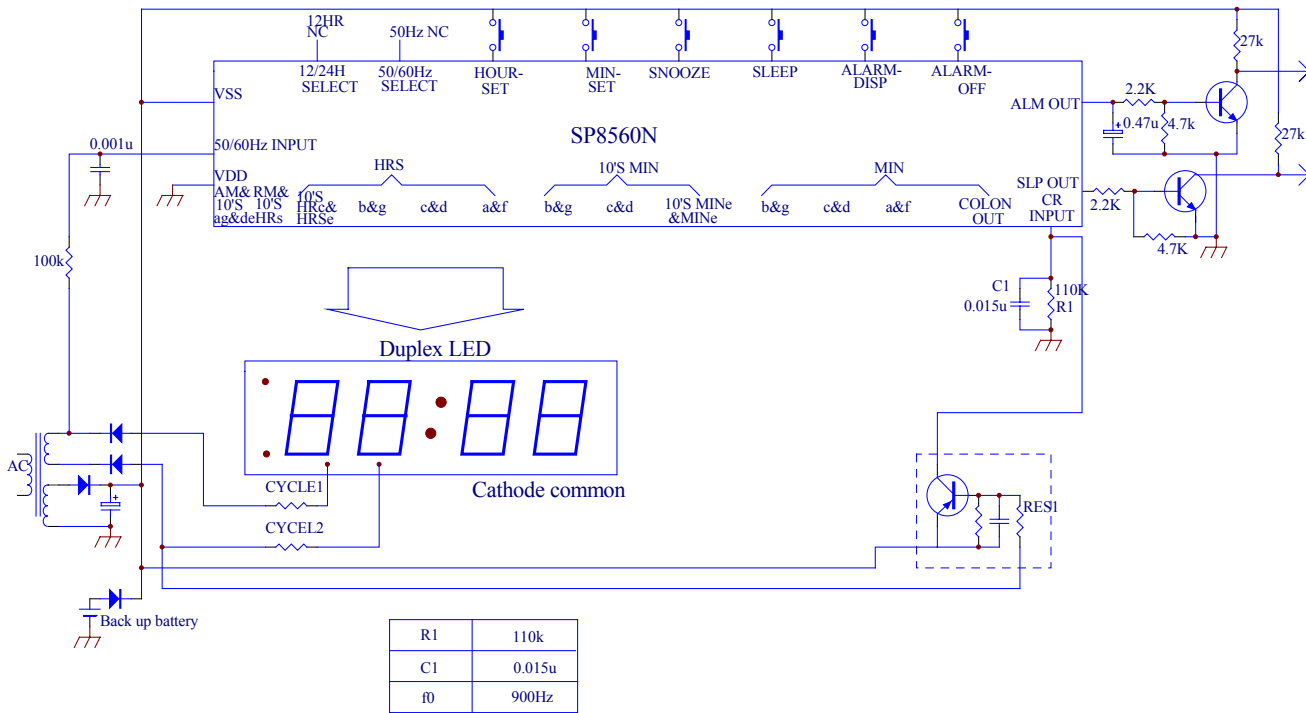 12HR
NC
50Hz NC
12/24H
SELECT
50/60Hz
SELECT
HOUR-
SET
MIN-
SET
SNOOZE
SLEEP
ALARM-
DISP
ALARM-
OFF
27k
VSS
ALM OUT
2.2K
0.47u
4.7k
27k
SP8560N
0.001u
50/60Hz INPUT
HRS
10'S MIN
MIN
VDD
AM&
10'S
ag&de
RM&
10'S
HRs
10'S
HRc&
HRSe
b&g
c&d
a&f
b&g
c&d
10'S MINe
&MINe
b&g
c&d
a&f
COLON
OUT
SLP OUT
CR
INPUT
2.2K
4.7K
100k
C1
0.015u
110K
R1
Duplex LED
88:88
AC
CYCLE1
Cathode common
CYCEL2
RES1
Back up battery
R1 110k
C1 0.015u
f0 900Hz